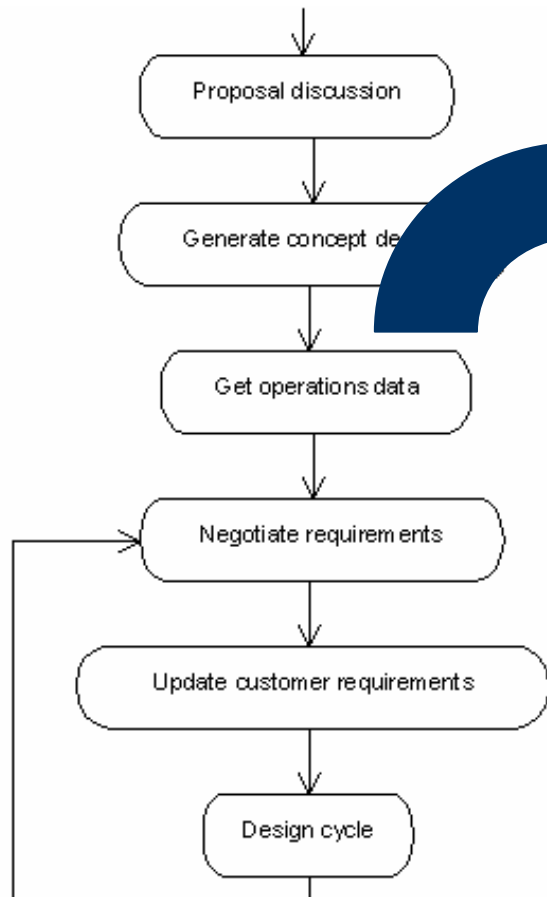 Proposal discussion
Generate concept
Get operations data
Negotiate requirements
Update customer requirements
Design cycle